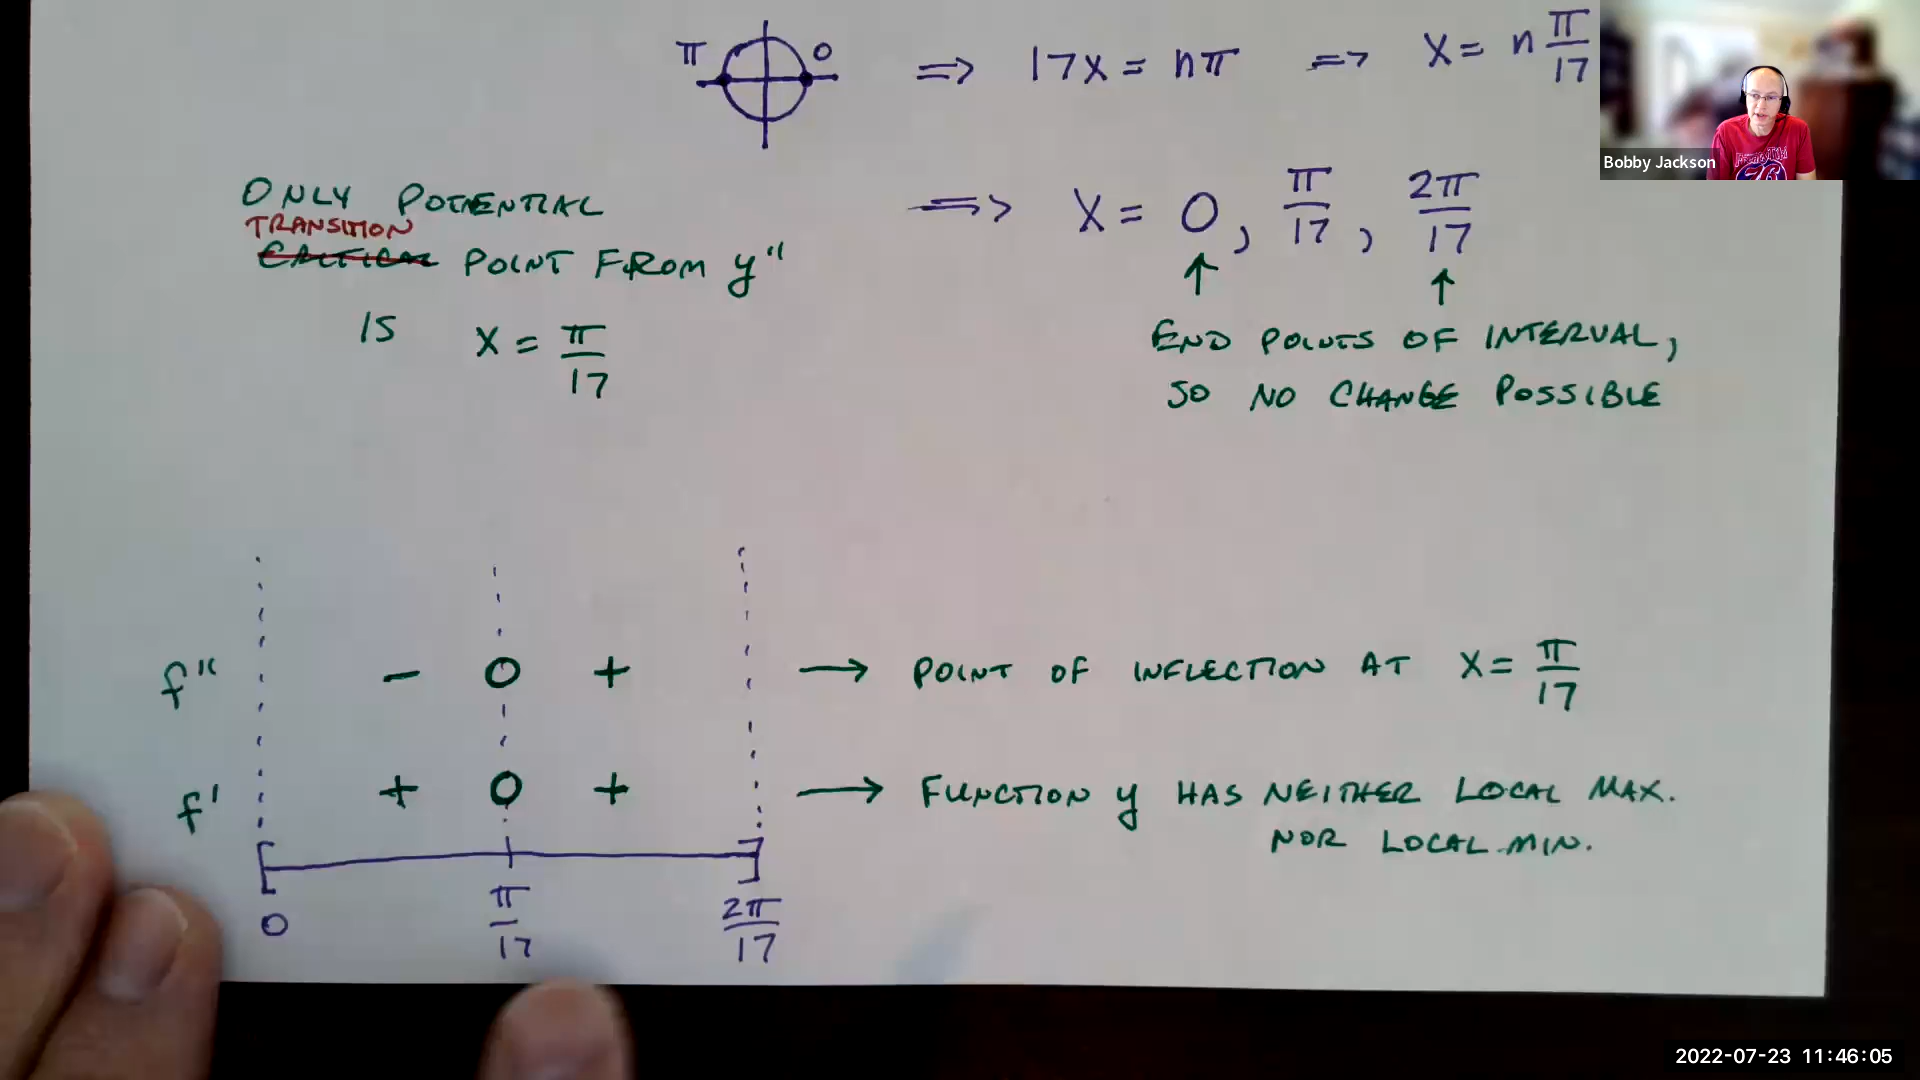 π 0 ⇒ 17X = nπ ⇒ X = n π/17
Bobby Jackson
ONLY POTENTIAL
TRANSITION
CRITICAL POINT FROM y"
IS X = π/17
⇒ X = 0, π/17, 2π/17
↑ ↑
END POINTS OF INTERVAL,
SO NO CHANGE POSSIBLE
f" - 0 + → POINT OF INFLECTION AT X = π/17
f' + 0 + → FUNCTION y HAS NEITHER LOCAL MAX.
NOR LOCAL MIN.
0 π/17 2π/17
2022-07-23 11:46:05